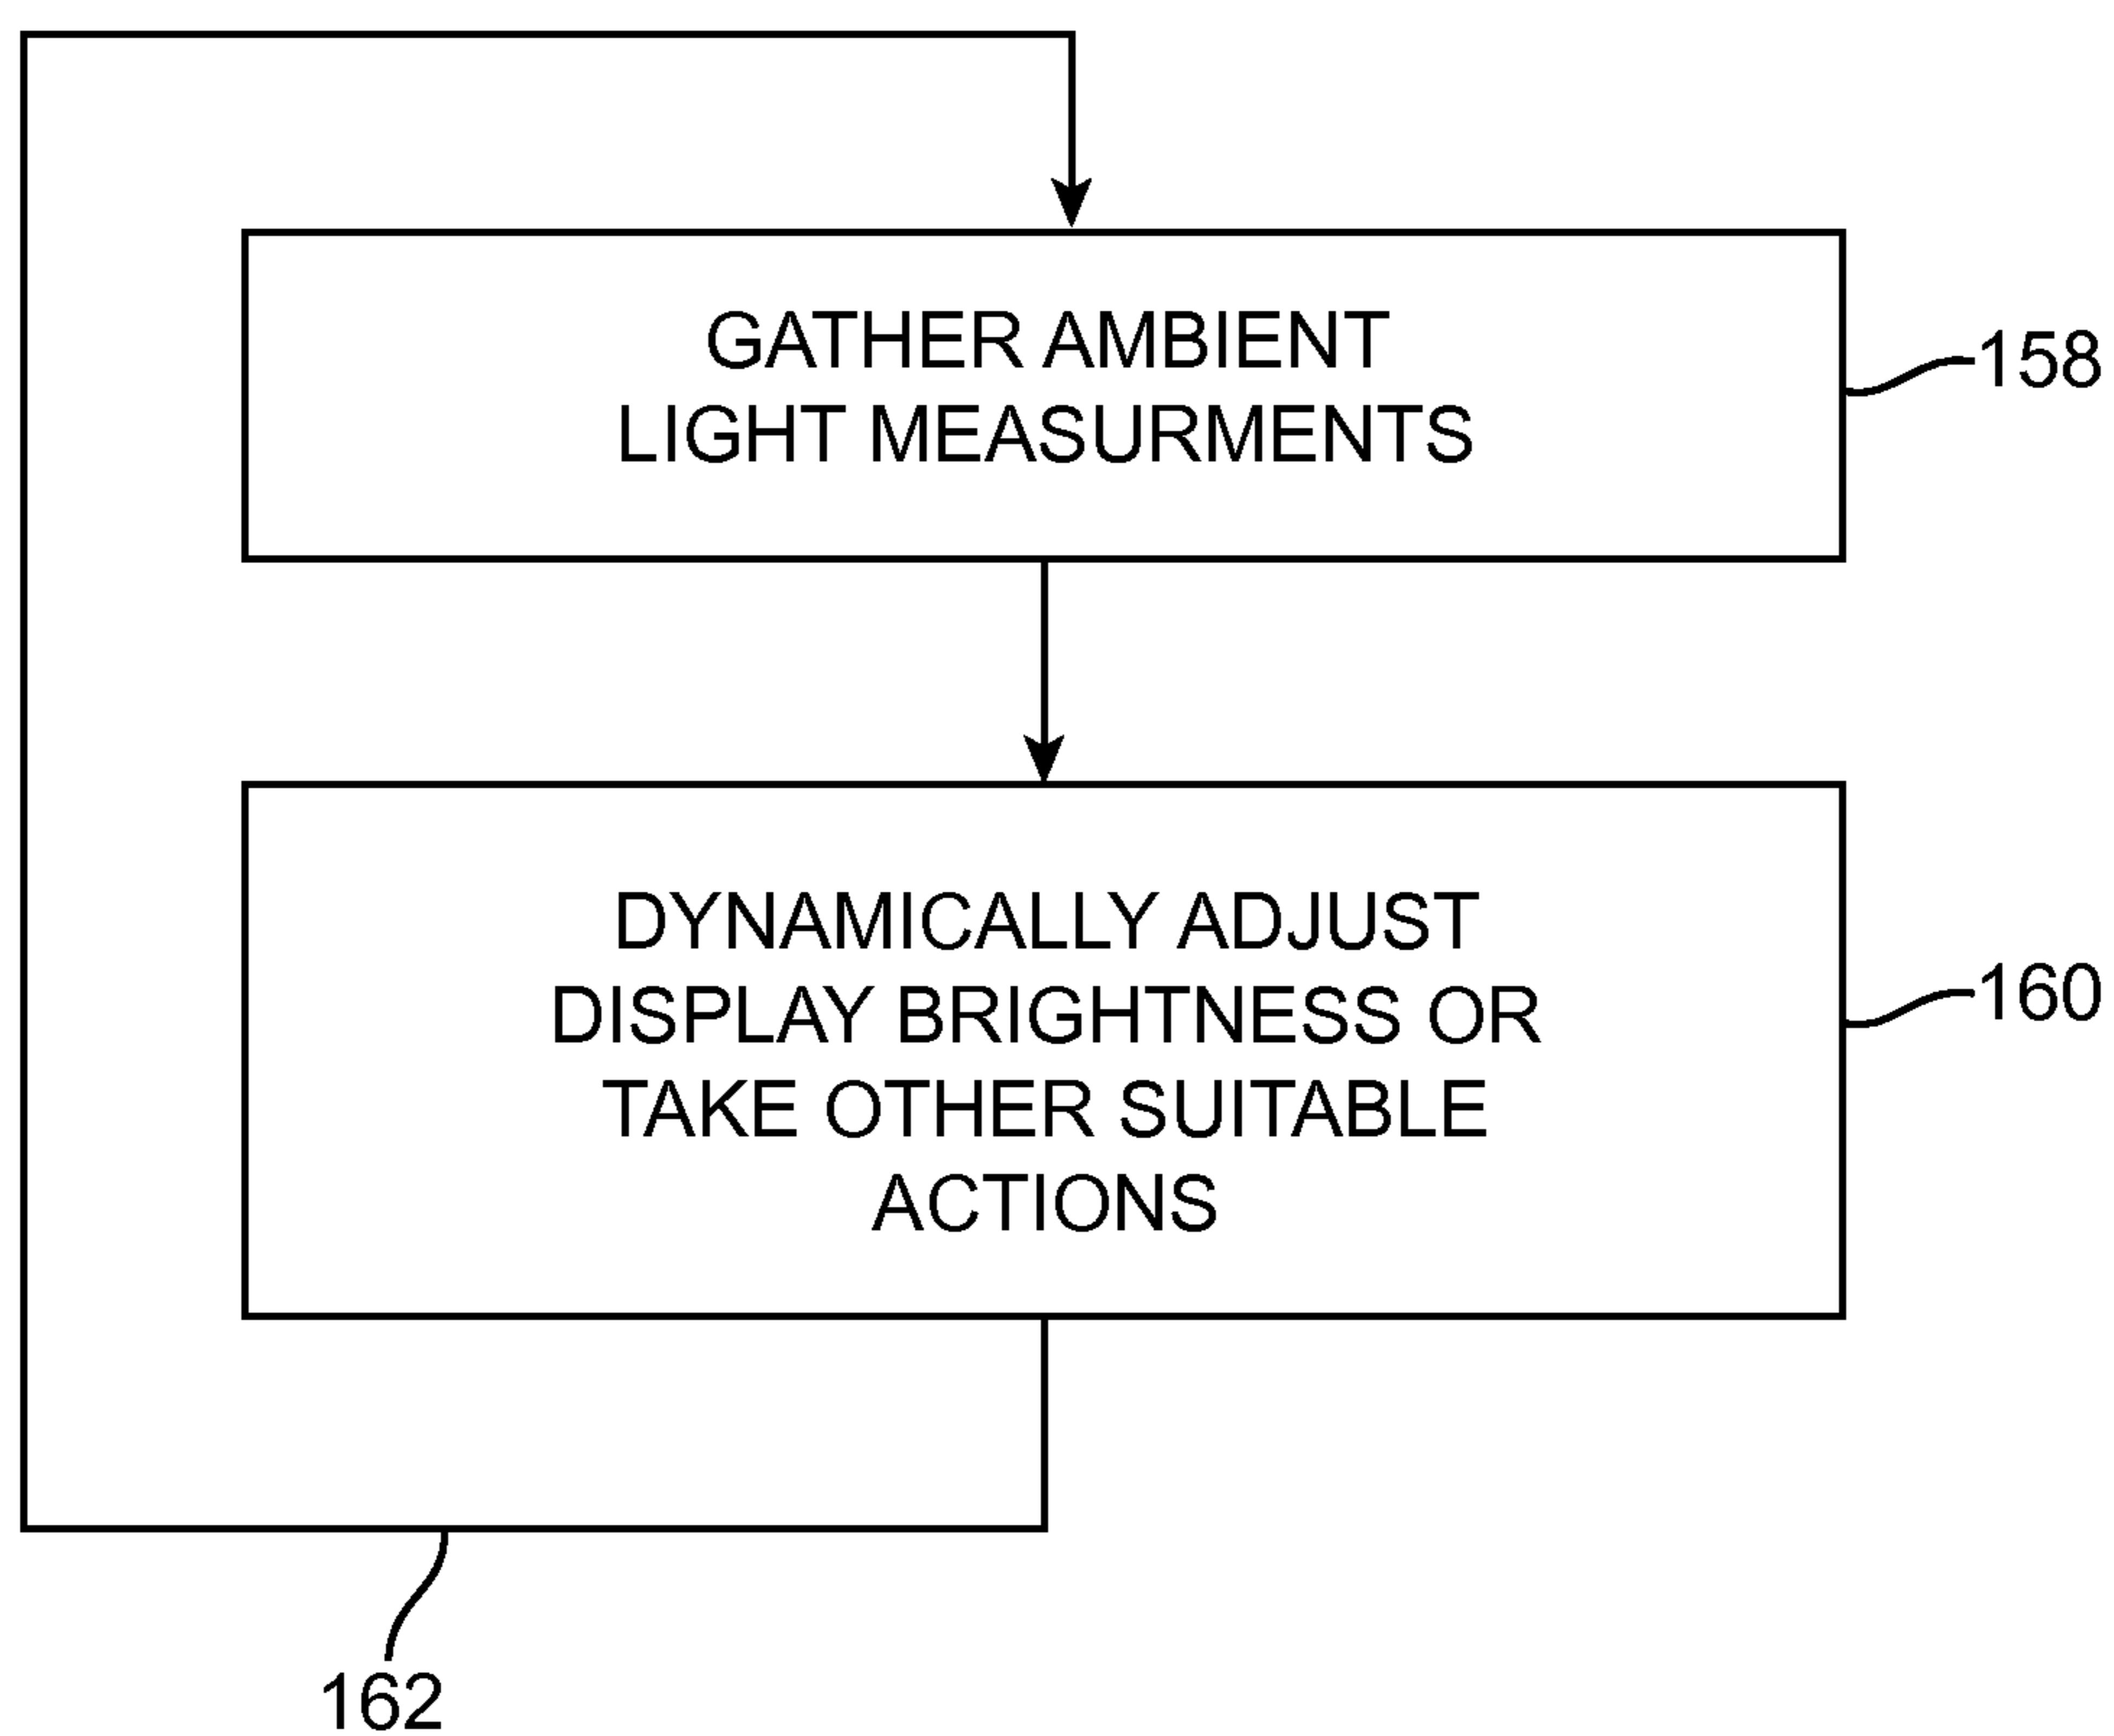 GATHER AMBIENT
LIGHT MEASURMENTS
158
DYNAMICALLY ADJUST
DISPLAY BRIGHTNESS OR
TAKE OTHER SUITABLE
ACTIONS
160
162